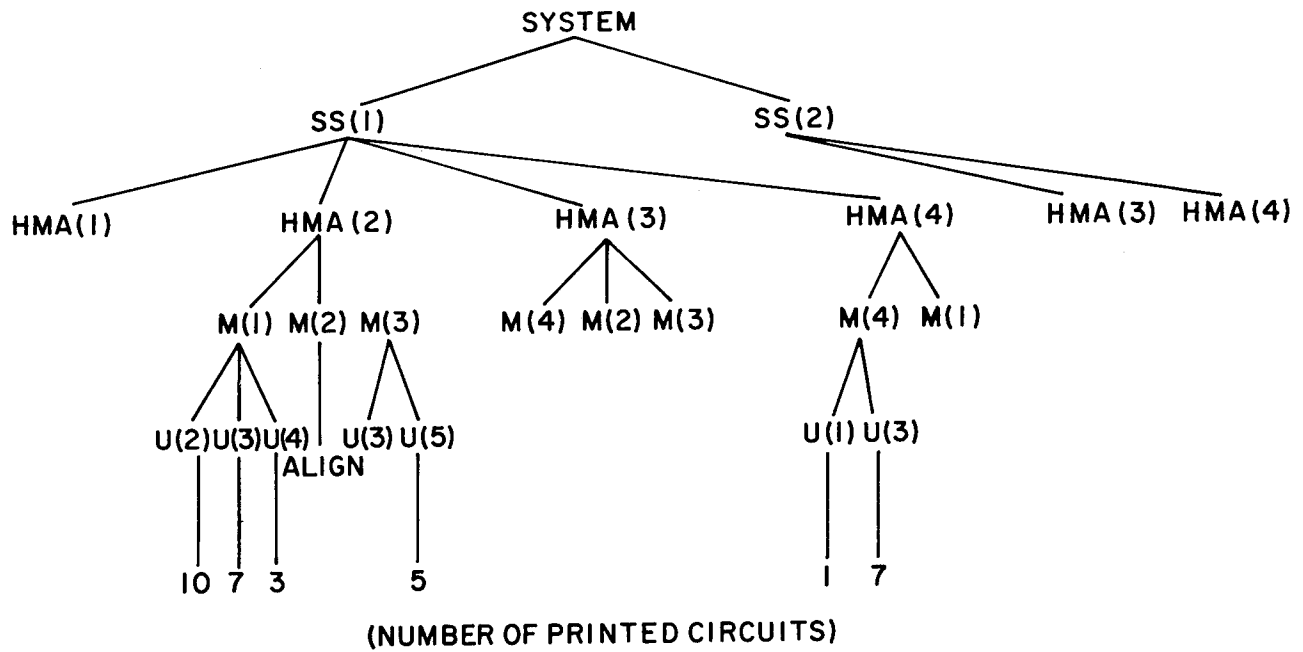 SYSTEM
SS(1) SS(2)
HMA(1) HMA(2) HMA(3) HMA(4) HMA(3) HMA(4)
M(1) M(2) M(3) M(4) M(2) M(3) M(4) M(1)
U(2) U(3) U(4) U(3) U(5) U(1) U(3)
ALIGN
10 7 3 5 1 7
(NUMBER OF PRINTED CIRCUITS)